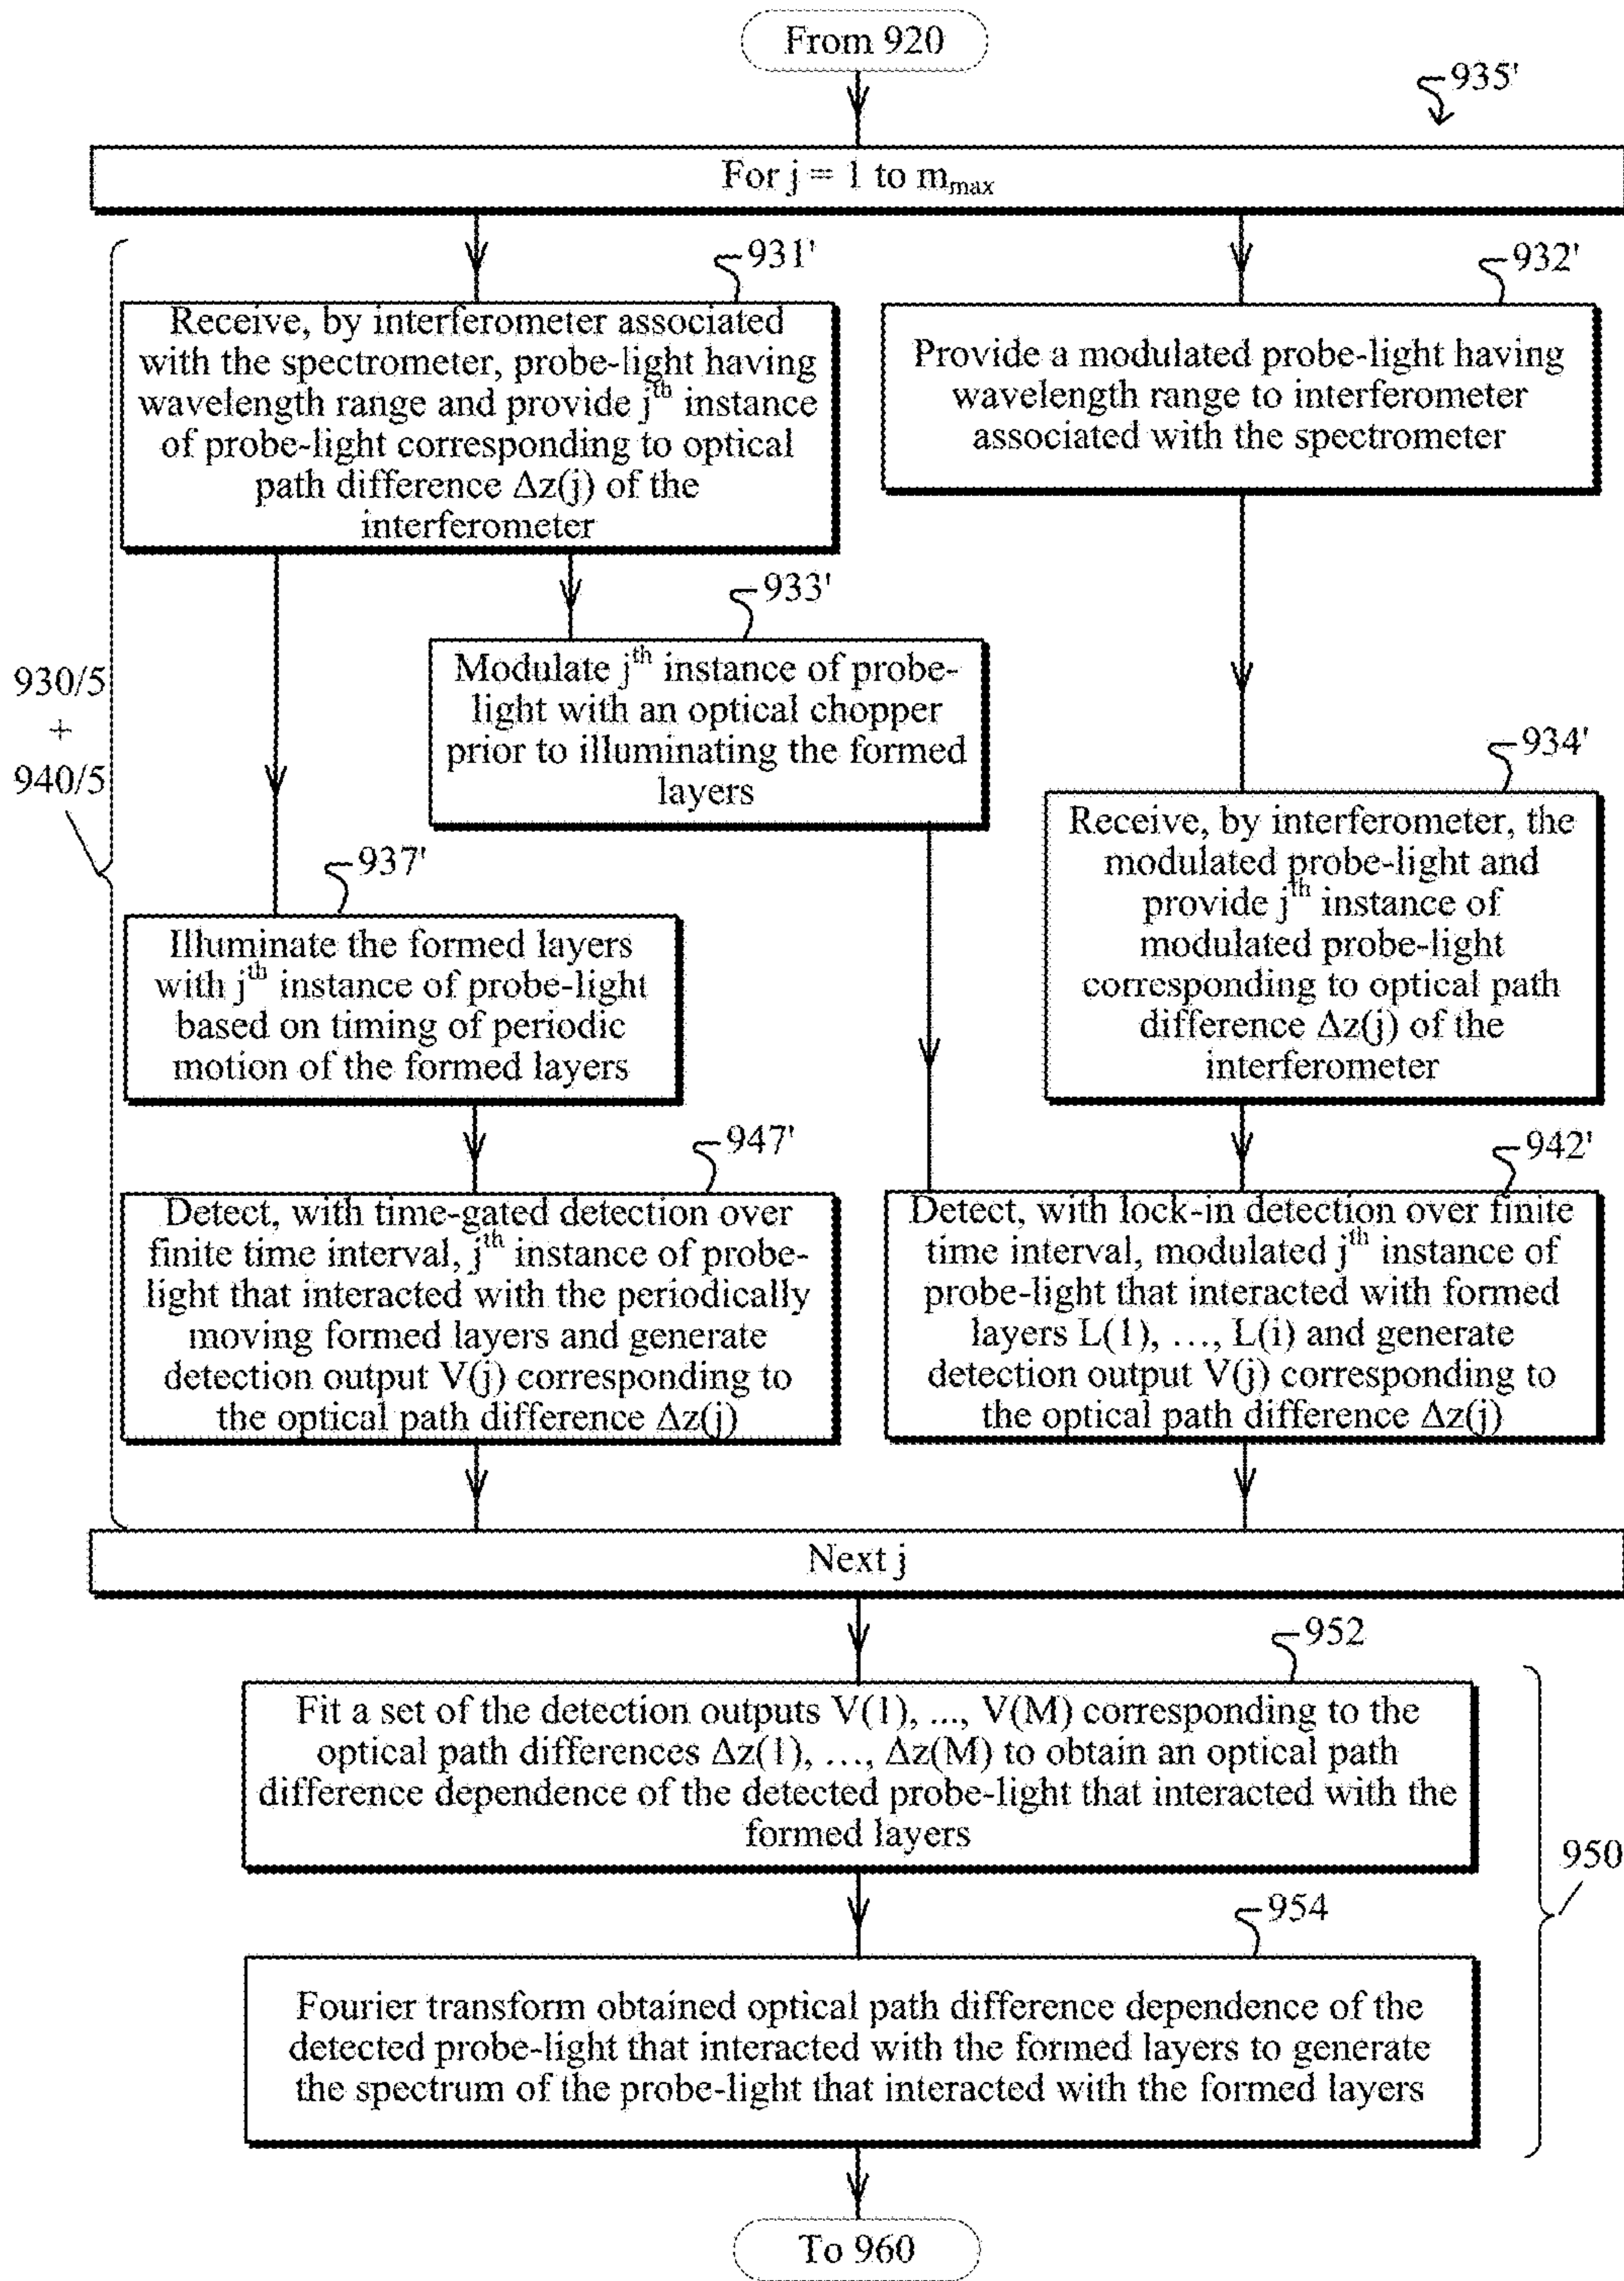 From 920
935'
For j = 1 to mmax
931'
Receive, by interferometer associated
with the spectrometer, probe-light having
wavelength range and provide jth instance
of probe-light corresponding to optical
path difference Δz(j) of the
interferometer
932'
Provide a modulated probe-light having
wavelength range to interferometer
associated with the spectrometer
930/5
+
940/5
933'
Modulate jth instance of probe-
light with an optical chopper
prior to illuminating the formed
layers
934'
Receive, by interferometer, the
modulated probe-light and
provide jth instance of
modulated probe-light
corresponding to optical path
difference Δz(j) of the
interferometer
937'
Illuminate the formed layers
with jth instance of probe-light
based on timing of periodic
motion of the formed layers
947'
Detect, with time-gated detection over
finite time interval, jth instance of probe-
light that interacted with the periodically
moving formed layers and generate
detection output V(j) corresponding to
the optical path difference Δz(j)
942'
Detect, with lock-in detection over finite
time interval, modulated jth instance of
probe-light that interacted with formed
layers L(1), ..., L(i) and generate
detection output V(j) corresponding to
the optical path difference Δz(j)
Next j
952
Fit a set of the detection outputs V(1), ..., V(M) corresponding to the
optical path differences Δz(1), ..., Δz(M) to obtain an optical path
difference dependence of the detected probe-light that interacted with the
formed layers
950
954
Fourier transform obtained optical path difference dependence of the
detected probe-light that interacted with the formed layers to generate
the spectrum of the probe-light that interacted with the formed layers
To 960